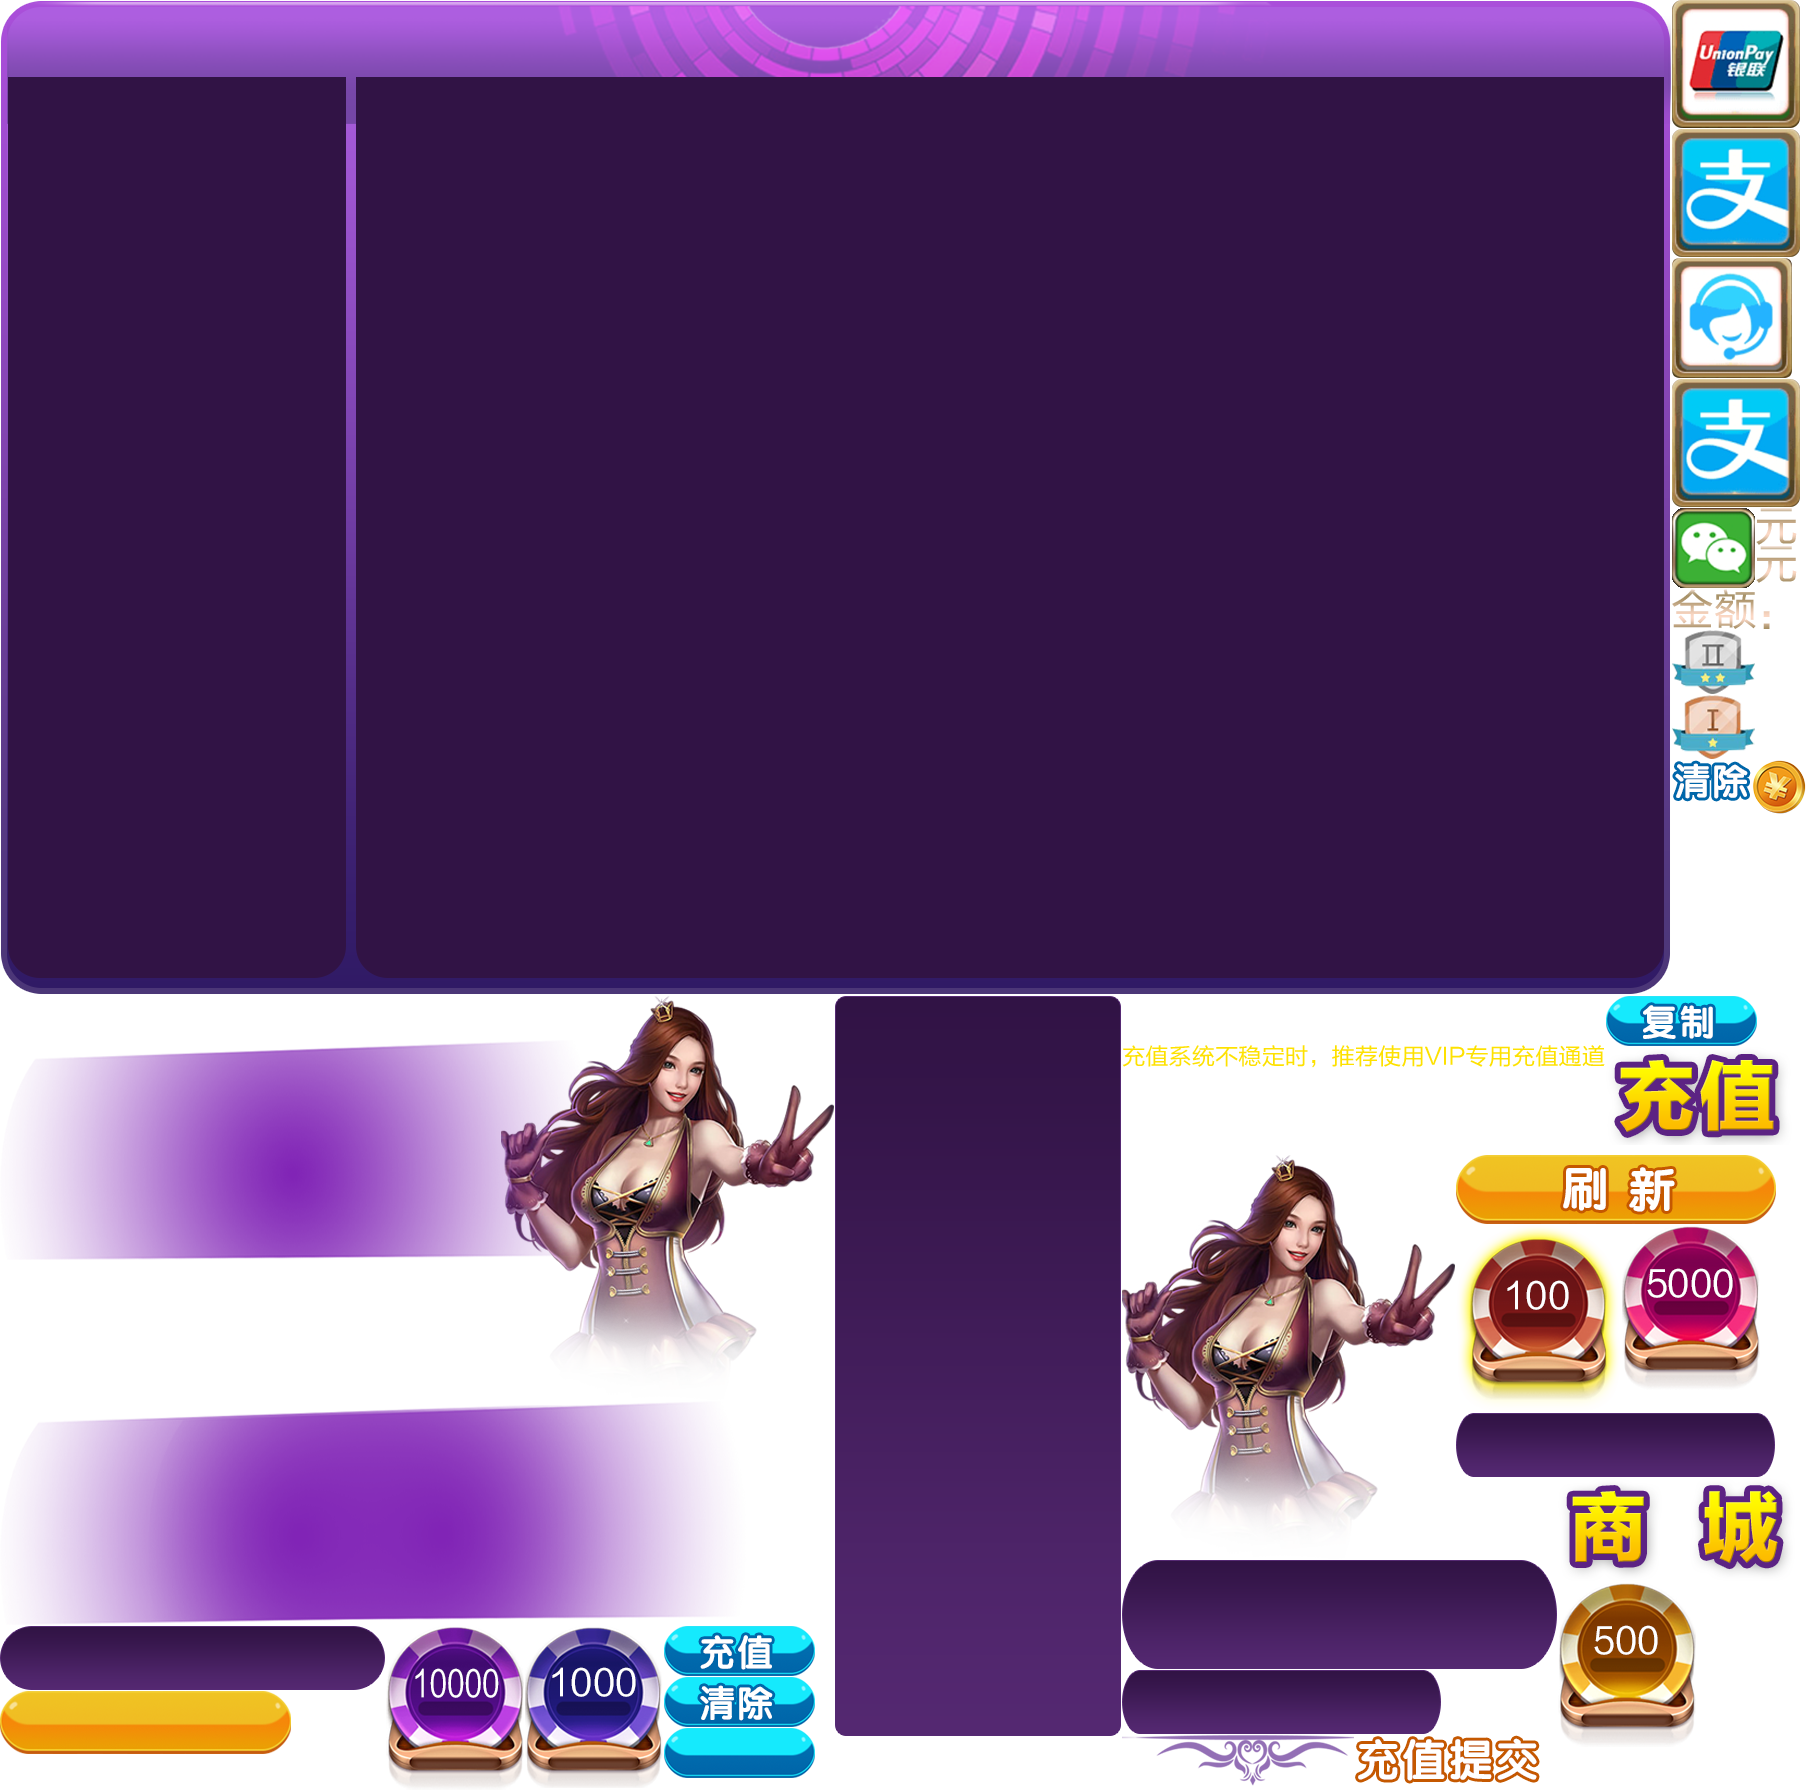 UnionPay
银联
支
支
元
元
金额：
II
I
清除
复制
充值系统不稳定时，推荐使用VIP专用充值通道
充值
刷 新
100
5000
商 城
500
10000
1000
充值
清除
充值提交